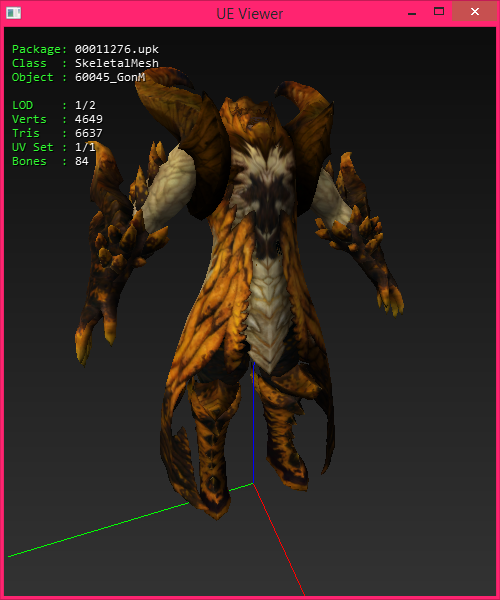 UE Viewer
Package: 00011276.upk
Class : SkeletalMesh
Object : 60045_GonM
LOD : 1/2
Verts : 4649
Tris : 6637
UV Set : 1/1
Bones : 84